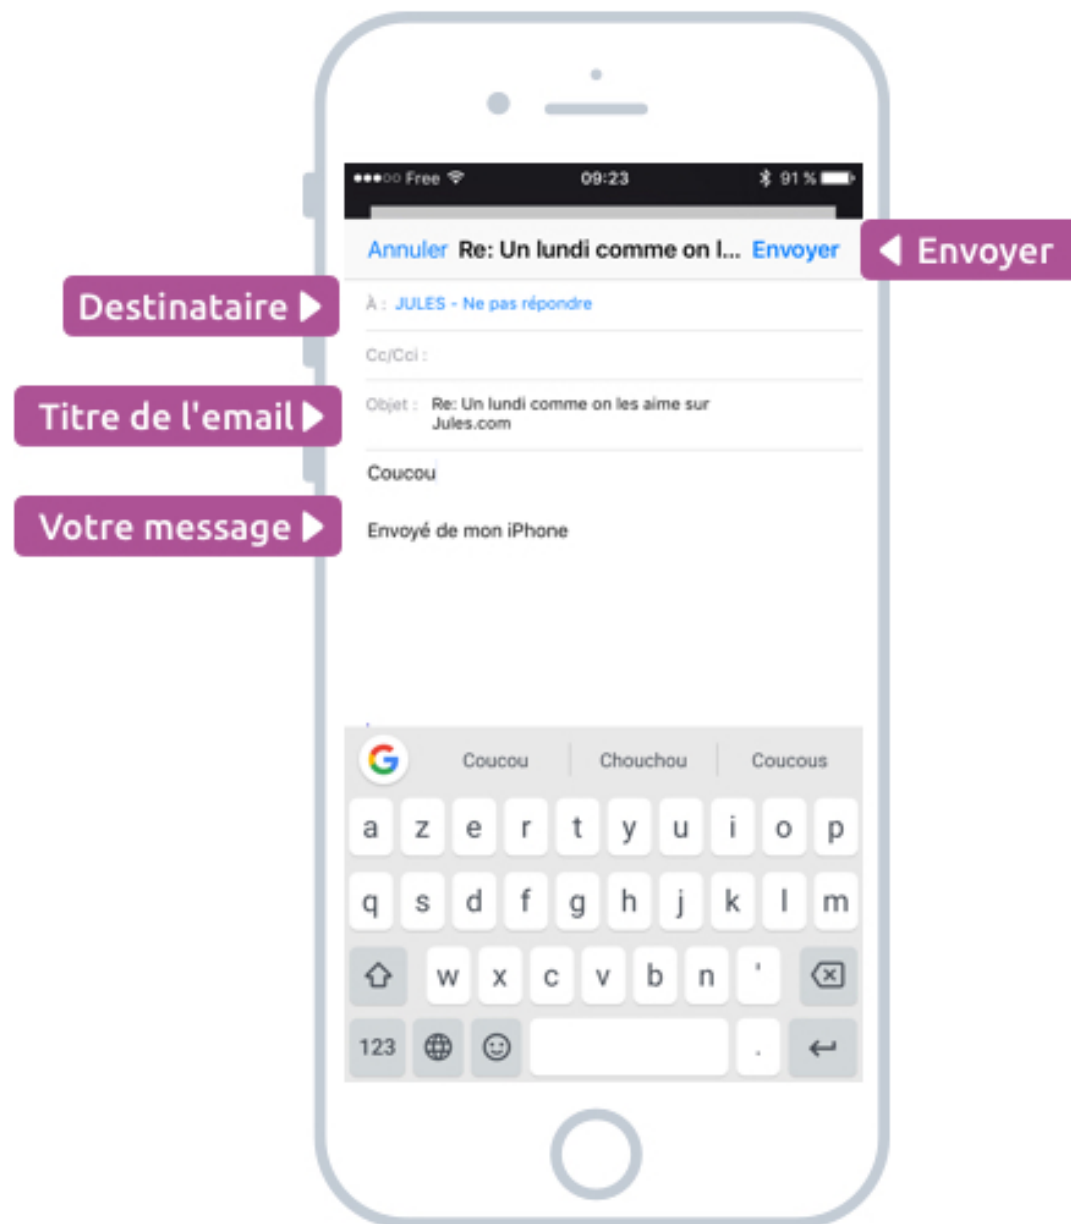 Free 09:23 91 %
Annuler Re: Un lundi comme on l... Envoyer
Envoyer
Destinataire
À : JULES - Ne pas répondre
Cc/Cci :
Titre de l'email
Objet : Re: Un lundi comme on les aime sur
Jules.com
Coucou
Votre message
Envoyé de mon iPhone
G Coucou Chouchou Coucous
a z e r t y u i o p
q s d f g h j k l m
w x c v b n '
123 .